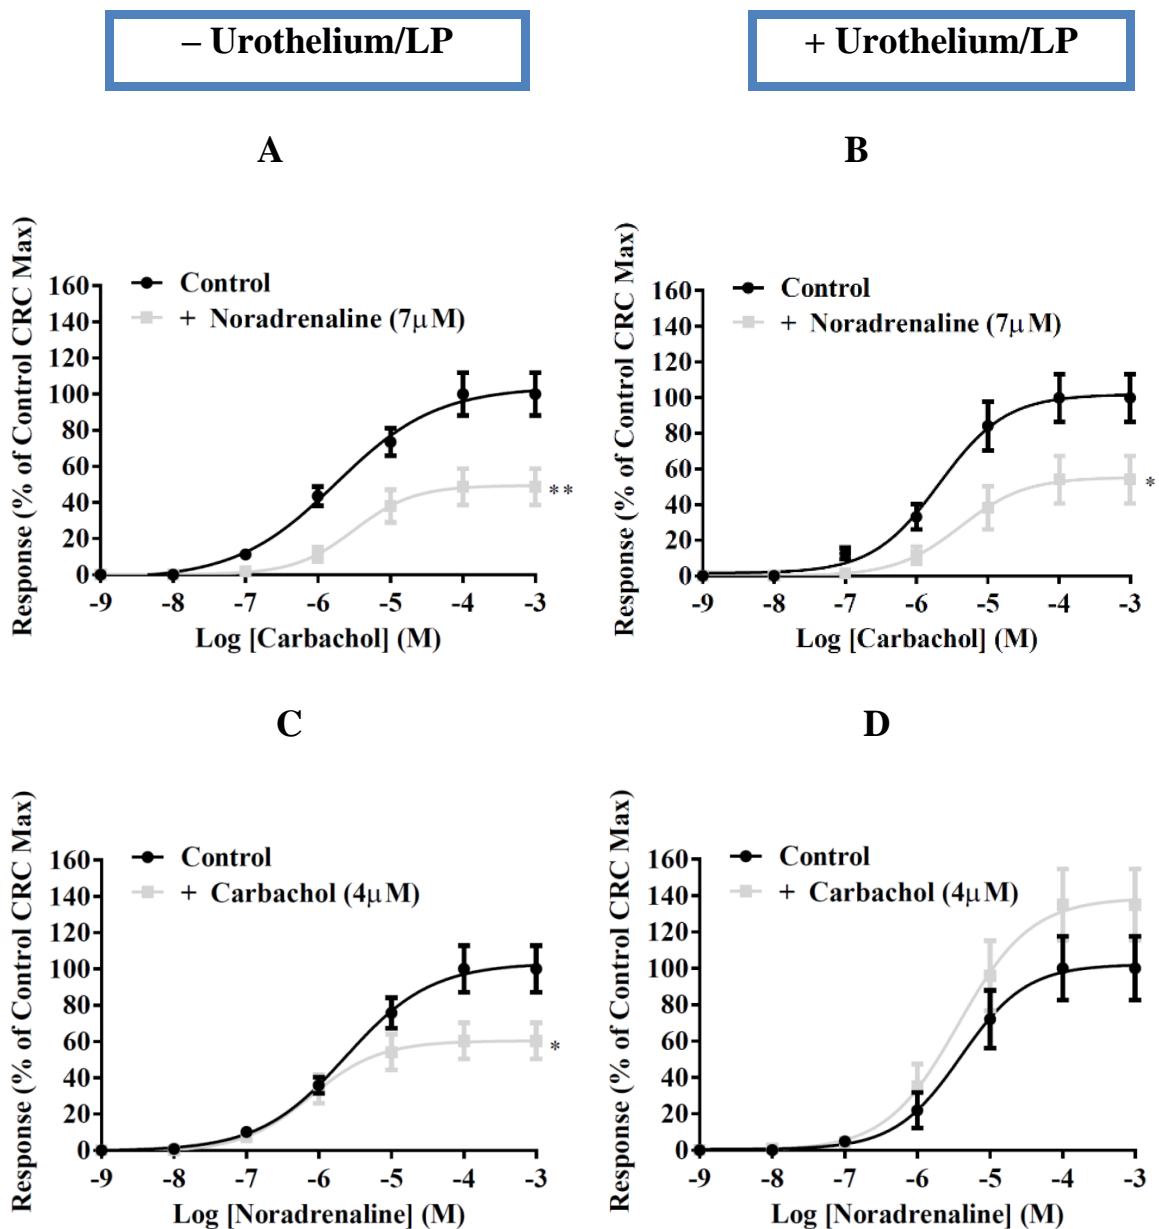 – Urothelium/LP
+ Urothelium/LP
A
B
Response (% of Control CRC Max)
160
140
120
100
80
60
40
20
0
Control
+ Noradrenaline (7μM)
**
-9 -8 -7 -6 -5 -4 -3
Log [Carbachol] (M)
Response (% of Control CRC Max)
160
140
120
100
80
60
40
20
0
Control
+ Noradrenaline (7μM)
*
-9 -8 -7 -6 -5 -4 -3
Log [Carbachol] (M)
C
D
Response (% of Control CRC Max)
160
140
120
100
80
60
40
20
0
Control
+ Carbachol (4μM)
*
-9 -8 -7 -6 -5 -4 -3
Log [Noradrenaline] (M)
Response (% of Control CRC Max)
160
140
120
100
80
60
40
20
0
Control
+ Carbachol (4μM)
-9 -8 -7 -6 -5 -4 -3
Log [Noradrenaline] (M)